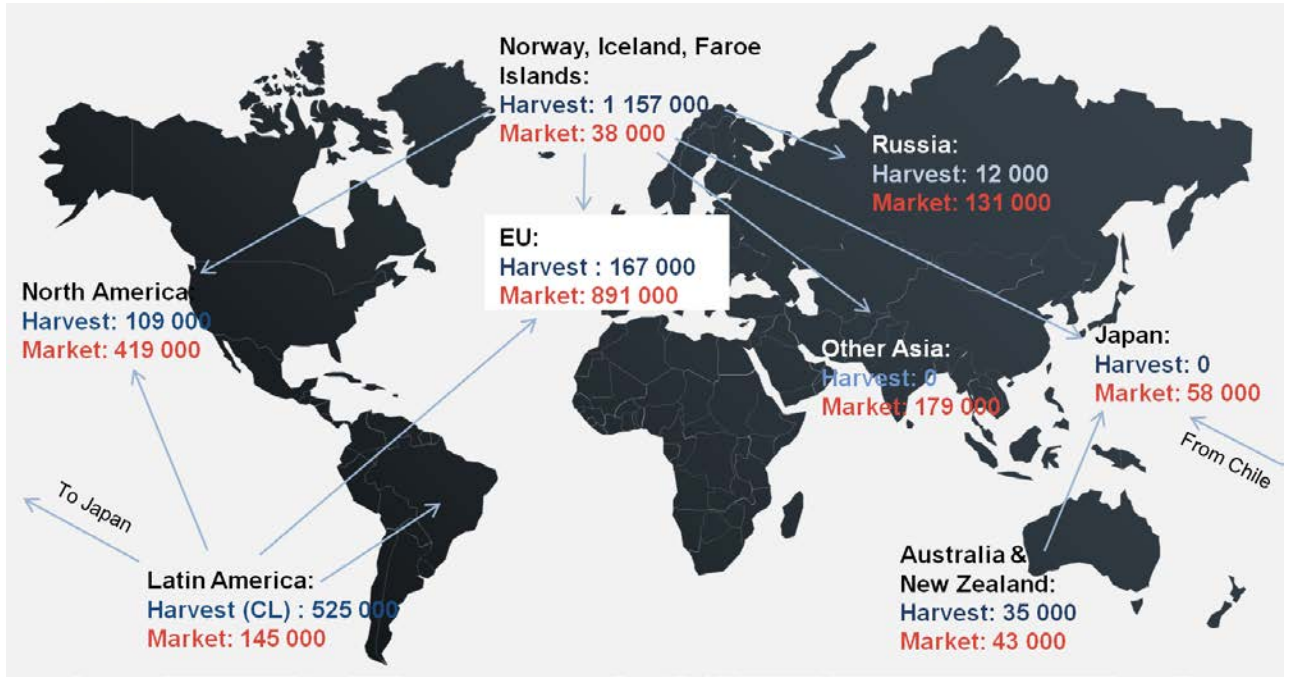 Norway, Iceland, Faroe
Islands:
Harvest: 1 157 000
Market: 38 000
Russia:
Harvest: 12 000
Market: 131 000
EU:
Harvest : 167 000
Market: 891 000
North America:
Harvest: 109 000
Market: 419 000
Other Asia:
Harvest: 0
Market: 179 000
Japan:
Harvest: 0
Market: 58 000
From Chile
To Japan
Latin America:
Harvest (CL) : 525 000
Market: 145 000
Australia &
New Zealand:
Harvest: 35 000
Market: 43 000